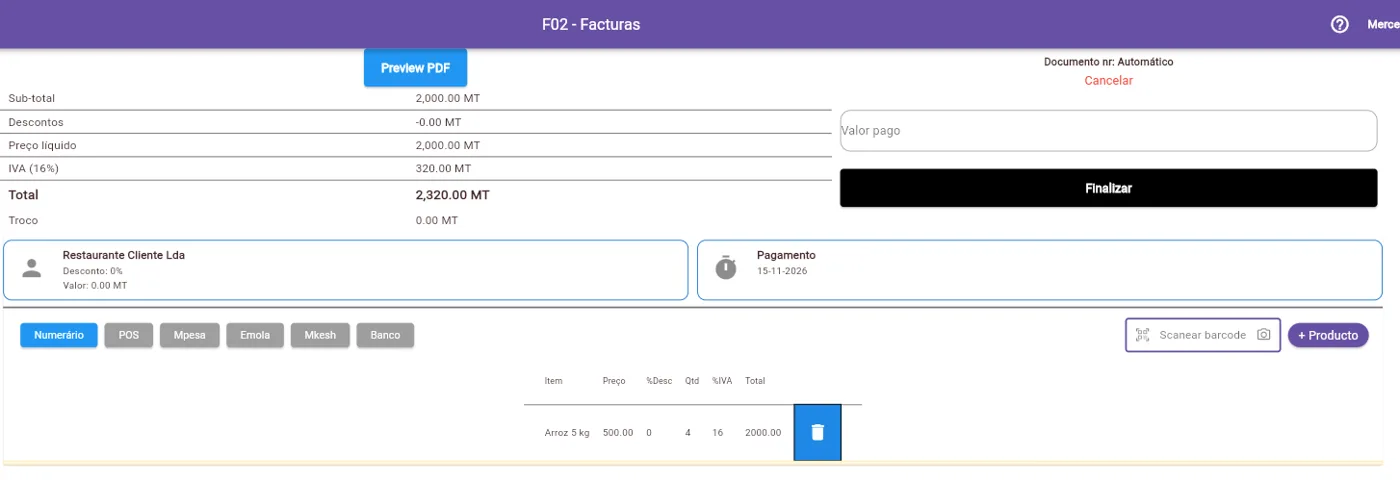 F02 - Facturas
Merce
Preview PDF
Documento nr: Automático
Cancelar
Sub-total 2,000.00 MT
Descontos -0.00 MT
Preço líquido 2,000.00 MT
IVA (16%) 320.00 MT
Total 2,320.00 MT
Troco 0.00 MT
Valor pago
Finalizar
Restaurante Cliente Lda
Desconto: 0%
Valor: 0.00 MT
Pagamento
15-11-2026
Numerário POS Mpesa Emola Mkesh Banco
Scanear barcode
+ Producto
Item Preço %Desc Qtd %IVA Total
Arroz 5 kg 500.00 0 4 16 2000.00